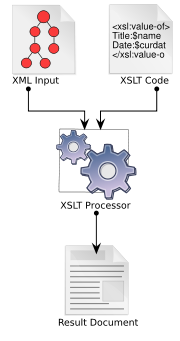 <xsl:value-of>
Title:$name
Date:$curdat
</xsl:value-o
XML Input
XSLT Code
XSLT Processor
Result Document